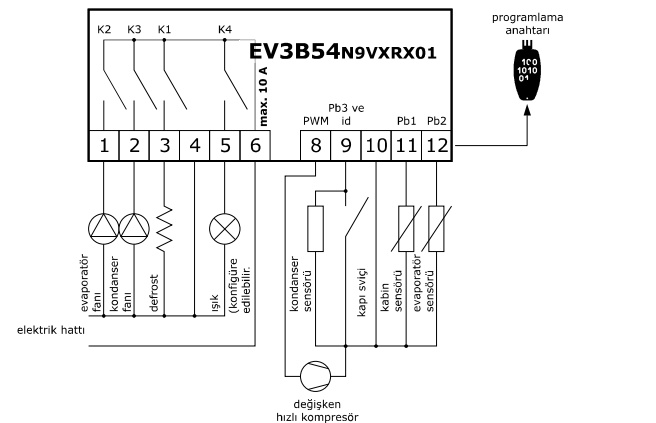 programlama
anahtarı
K2 K3 K1 K4
EV3B54N9VXRX01
max. 10 A
100
1010
01
Pb3 ve
PWM id Pb1 Pb2
1 2 3 4 5 6 8 9 10 11 12
evaporatör
fanı
kondanser
fanı
defrost
ışık
(konfigüre
edilebilir.
kondanser
sensörü
kapı sviçi
kabin
sensörü
evaporatör
sensörü
elektrik hattı
değişken
hızlı kompresör